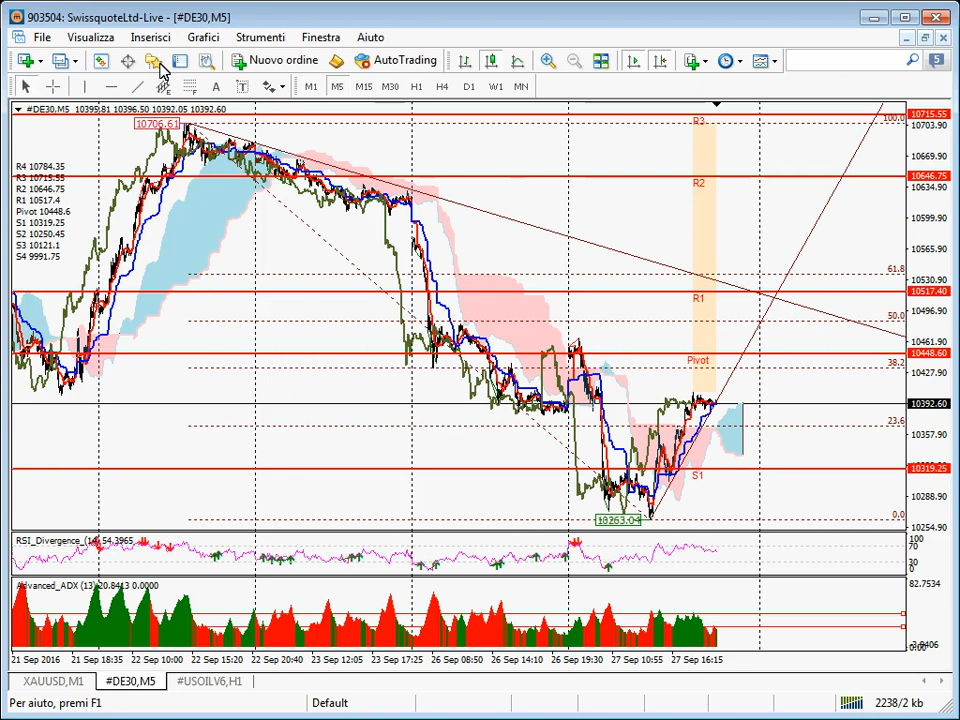 903504: SwissquoteLtd-Live - [#DE30,M5]
File Visualizza Inserisci Grafici Strumenti Finestra Aiuto
Nuovo ordine AutoTrading 5
A T M1 M5 M15 M30 H1 H4 D1 W1 MN
#DE30,M5 10395.81 10396.50 10392.05 10392.60
10706.61
R3
100.0
10715.55
10703.90
10669.90
R4 10784.35
R3 10715.55
R2 10646.75
R1 10517.4
Pivot 10448.6
S1 10319.25
S2 10250.45
S3 10121.1
S4 9991.75
R2
10646.75
10634.90
10599.90
10565.90
61.8
10530.90
R1
10517.40
10496.90
50.0
10461.90
Pivot
10448.60
38.2
10427.90
10392.60
23.6
10357.90
S1
10319.25
10288.90
10263.04
0.0
10254.90
RSI_Divergence_(14) 54.3965
100
70
30
0
Advanced_ADX (13) 20.8413 0.0000
82.7534
21 Sep 2016 21 Sep 18:35 22 Sep 10:00 22 Sep 15:20 22 Sep 20:40 23 Sep 12:05 23 Sep 17:25 26 Sep 08:50 26 Sep 14:10 26 Sep 19:30 27 Sep 10:55 27 Sep 16:15
XAUUSD,M1 #DE30,M5 #USOILV6,H1
Per aiuto, premi F1 Default 2238/2 kb